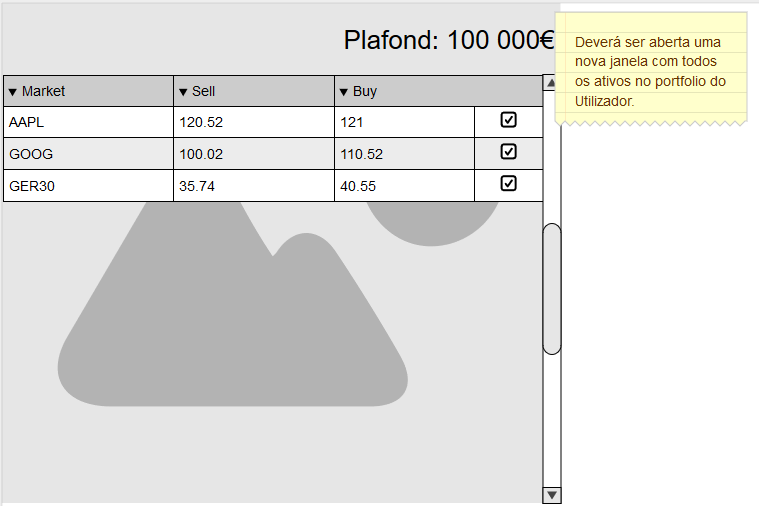 Plafond: 100 000€
Deverá ser aberta uma
nova janela com todos
os ativos no portfolio do
Utilizador.
▼ Market ▼ Sell ▼ Buy
AAPL 120.52 121
GOOG 100.02 110.52
GER30 35.74 40.55